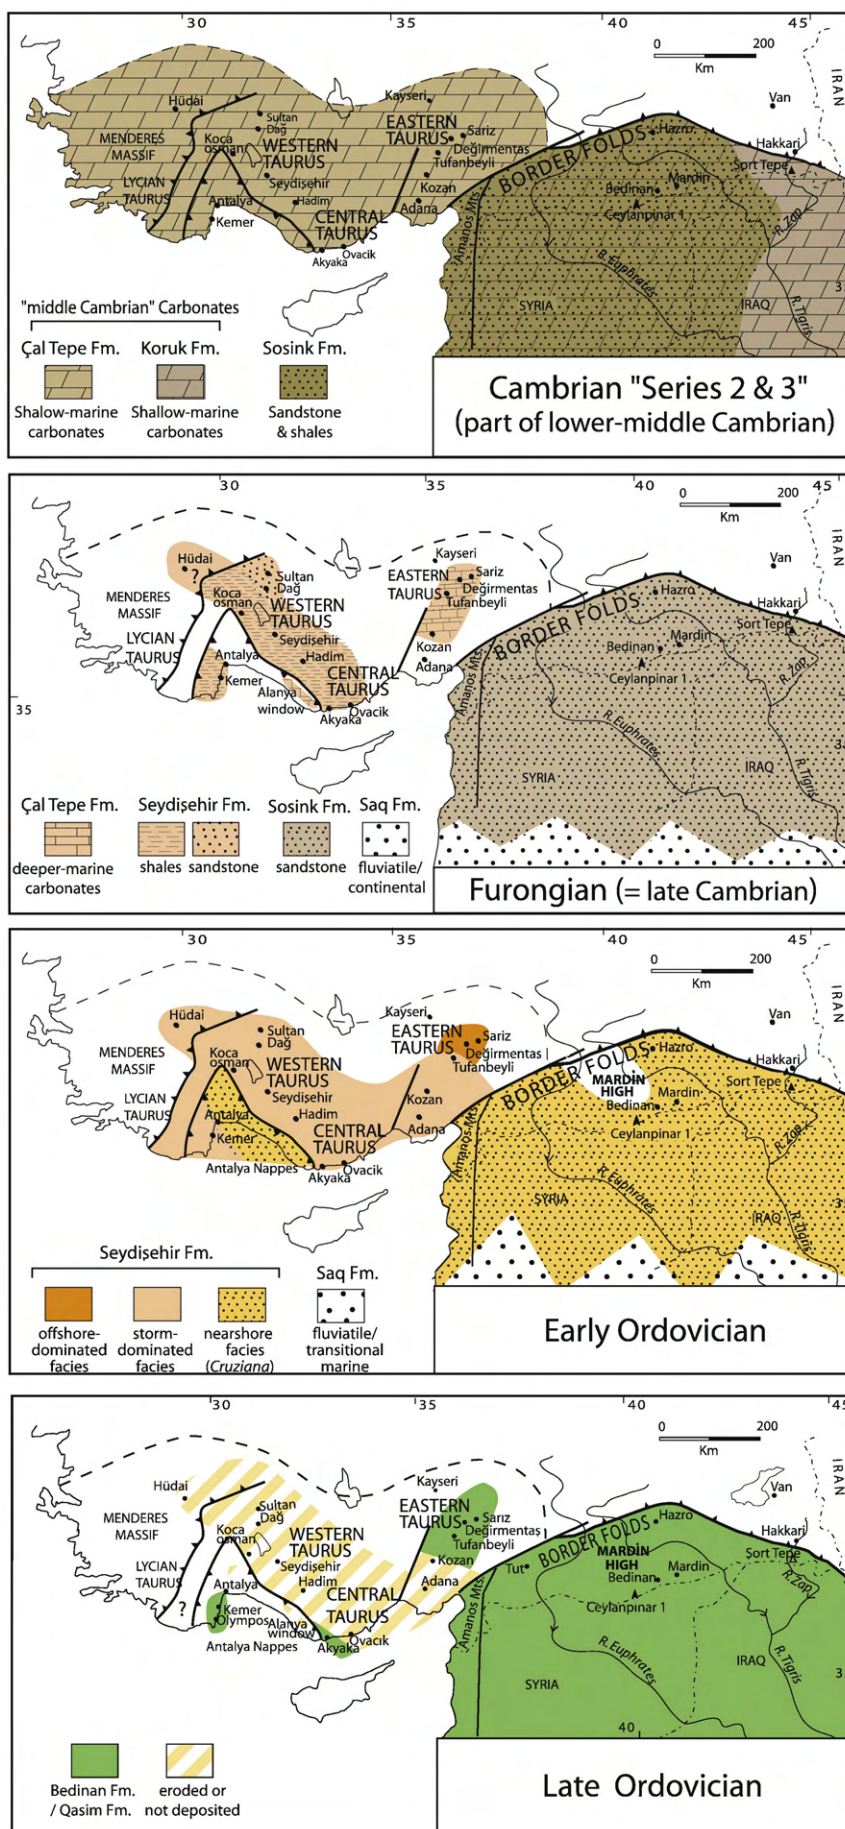 30
35
40
45
0
200
Km
IRAN
Van
Hüdai
Kayseri
Sultan
Dağ
EASTERN
TAURUS
Sariz
Değirmentas
Tufanbeyli
Hazro
Hakkari
Sort Tepe
MENDERES
MASSIF
Koca
osman
WESTERN
TAURUS
BORDER FOLDS
Mardin
Bedinan
LYCIAN
TAURUS
Seydişehir
Kozan
Ceylanpinar 1
R. Zap
Antalya
Hadim
Adana
Amanos Mts.
Kemer
CENTRAL
TAURUS
Akyaka
Ovacik
R. Euphrates
SYRIA
IRAQ
R. Tigris
3
"middle Cambrian" Carbonates
Çal Tepe Fm.
Koruk Fm.
Sosink Fm.
Shalow-marine
carbonates
Shallow-marine
carbonates
Sandstone
& shales
Cambrian "Series 2 & 3"
(part of lower-middle Cambrian)
30
35
40
45
0
200
Km
IRAN
Van
Hüdai
?
Kayseri
Sultan
Dağ
EASTERN
TAURUS
Sariz
Değirmentas
Tufanbeyli
Hazro
Hakkari
Sort Tepe
MENDERES
MASSIF
Koca
osman
WESTERN
TAURUS
BORDER FOLDS
Mardin
Bedinan
LYCIAN
TAURUS
Seydişehir
Kozan
Adana
Ceylanpinar 1
R. Zap
Antalya
Hadim
Amanos Mts.
Kemer
Alanya
window
CENTRAL
TAURUS
Akyaka
Ovacik
35
R. Euphrates
SYRIA
IRAQ
R. Tigris
3
Çal Tepe Fm.
Seydişehir Fm.
Sosink Fm.
Saq Fm.
deeper-marine
carbonates
shales
sandstone
sandstone
fluviatile/
continental
Furongian (= late Cambrian)
30
35
40
45
0
200
Km
IRAN
Van
Hüdai
Kayseri
Sultan
Dağ
EASTERN
TAURUS
Sariz
Değirmentas
Tufanbeyli
Hazro
Hakkari
Sort Tepe
MENDERES
MASSIF
Koca
osman
WESTERN
TAURUS
BORDER FOLDS
MARDIN
HIGH
Mardin
Bedinan
LYCIAN
TAURUS
Seydişehir
Kozan
Ceylanpinar 1
R. Zap
Antalya
Hadim
Adana
Amanos Mts.
Kemer
CENTRAL
TAURUS
Antalya Nappes
Akyaka
Ovacik
R. Euphrates
SYRIA
IRAQ
R. Tigris
3
Seydişehir Fm.
Saq Fm.
offshore-
dominated
facies
storm-
dominated
facies
nearshore
facies
(Cruziana)
fluviatile/
transitional
marine
Early Ordovician
30
35
40
45
0
200
Km
IRAN
Van
Hüdai
Kayseri
Sultan
Dağ
EASTERN
TAURUS
Sarız
Değirmentas
Tufanbeyli
Hazro
Hakkari
Sort Tepe
MENDERES
MASSIF
Koca
osman
WESTERN
TAURUS
BORDER FOLDS
MARDİN
HIGH
Tut
Mardin
Bedinan
LYCIAN
TAURUS
Seydişehir
Kozan
Ceylanpinar 1
R. Zap
Antalya
Hadim
Adana
Amanos Mts.
?
Kemer
Olympos
Alanya
window
CENTRAL
TAURUS
Antalya Nappes
Akyaka
Ovacık
R. Euphrates
SYRIA
IRAQ
R. Tigris
3
40
Bedinan Fm.
/ Qasim Fm.
eroded or
not deposited
Late Ordovician